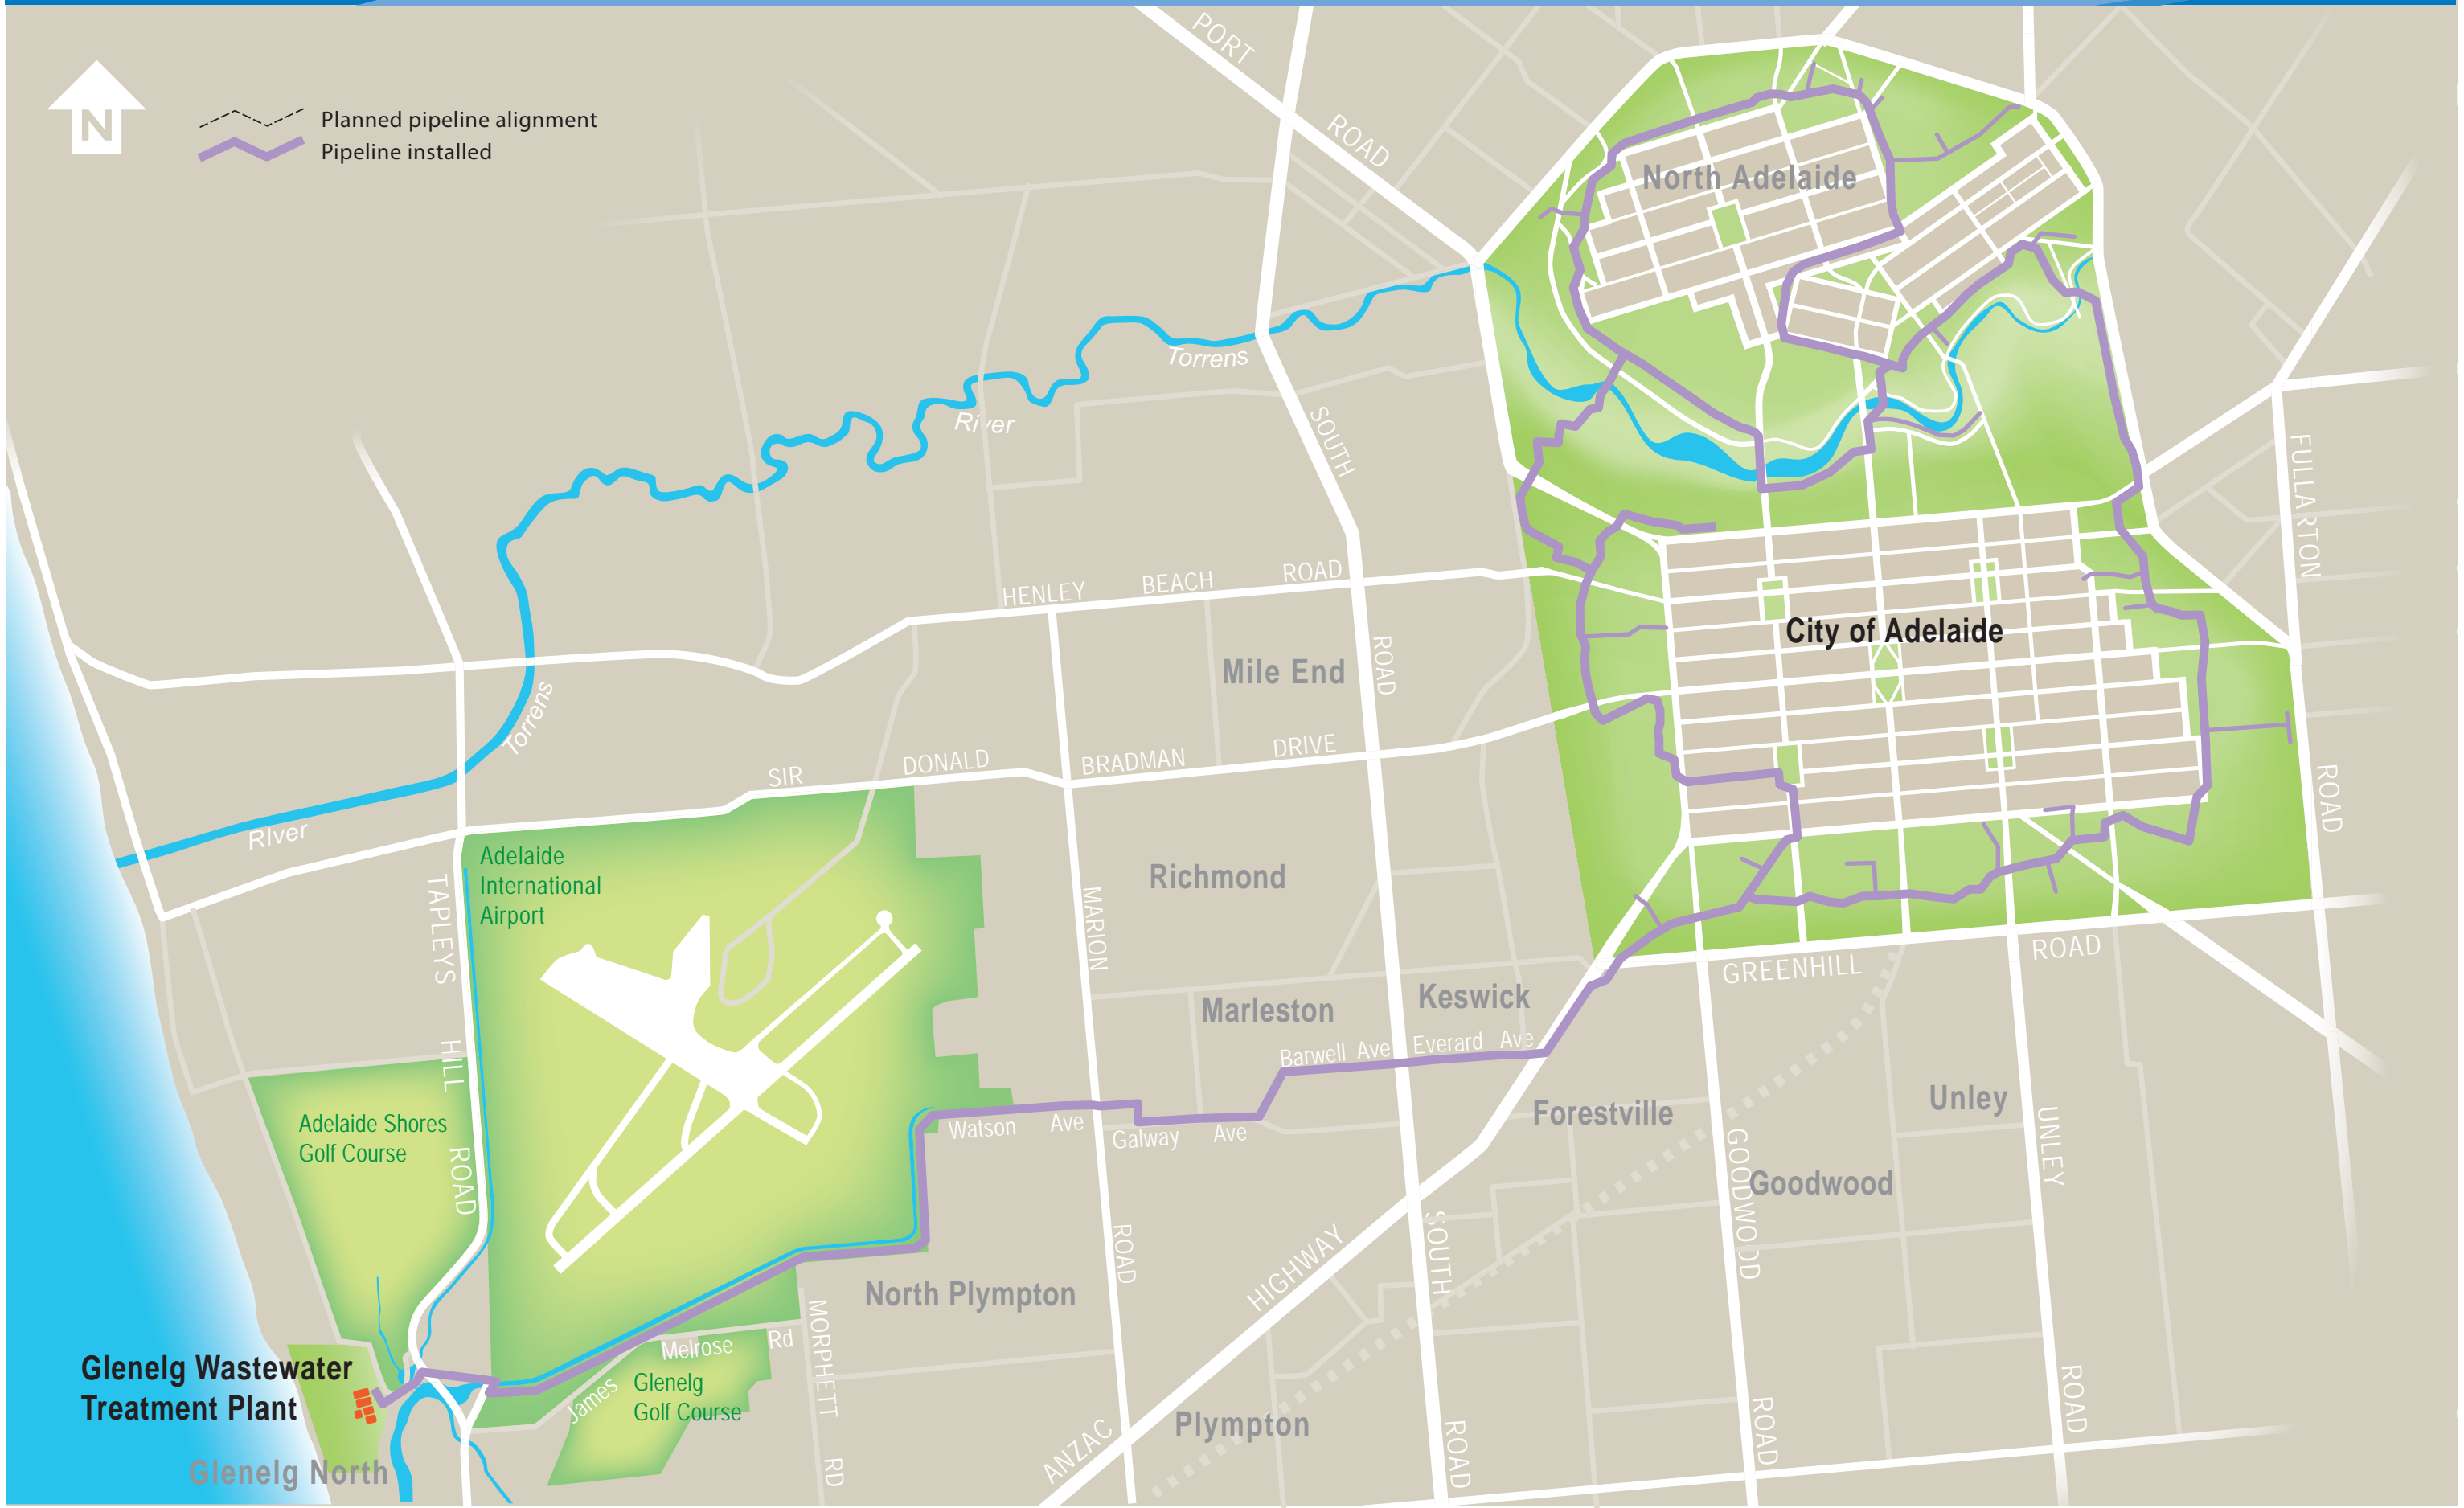 PORT
ROAD
N
Planned pipeline alignment
Pipeline installed
North Adelaide
Torrens
River
SOUTH
FULLARTON
HENLEY BEACH ROAD
City of Adelaide
Mile End
ROAD
Torrens
SIR DONALD BRADMAN DRIVE
ROAD
RIver
Adelaide
International
Airport
TAPLEYS
HILL
ROAD
Richmond
MARION
ROAD
GREENHILL ROAD
Marleston
Keswick
Barwell Ave
Everard Ave
Adelaide Shores
Golf Course
Watson Ave
Galway Ave
Forestville
Unley
GOODWOOD
ROAD
UNLEY
ROAD
Goodwood
North Plympton
SOUTH
ROAD
ANZAC
HIGHWAY
MORPHETT
RD
Melrose Rd
James
Glenelg
Golf Course
Glenelg Wastewater
Treatment Plant
Plympton
Glenelg North